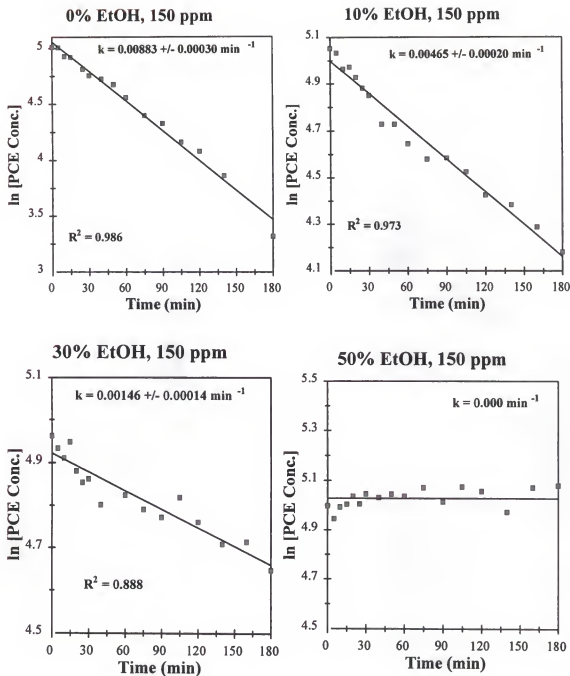 0% EtOH, 150 ppm
k = 0.00883 +/- 0.00030 min -1
ln [PCE Conc.]
5
4.5
4
3.5
3
R2 = 0.986
0 30 60 90 120 150 180
Time (min)
10% EtOH, 150 ppm
k = 0.00465 +/- 0.00020 min -1
ln [PCE Conc.]
5.1
4.9
4.7
4.5
4.3
4.1
R2 = 0.973
0 30 60 90 120 150 180
Time (min)
30% EtOH, 150 ppm
k = 0.00146 +/- 0.00014 min -1
ln [PCE Conc.]
5.1
4.9
4.7
4.5
R2 = 0.888
0 30 60 90 120 150 180
Time (min)
50% EtOH, 150 ppm
k = 0.000 min -1
ln [PCE Conc.]
5.5
5.3
5.1
4.9
4.7
4.5
0 30 60 90 120 150 180
Time (min)